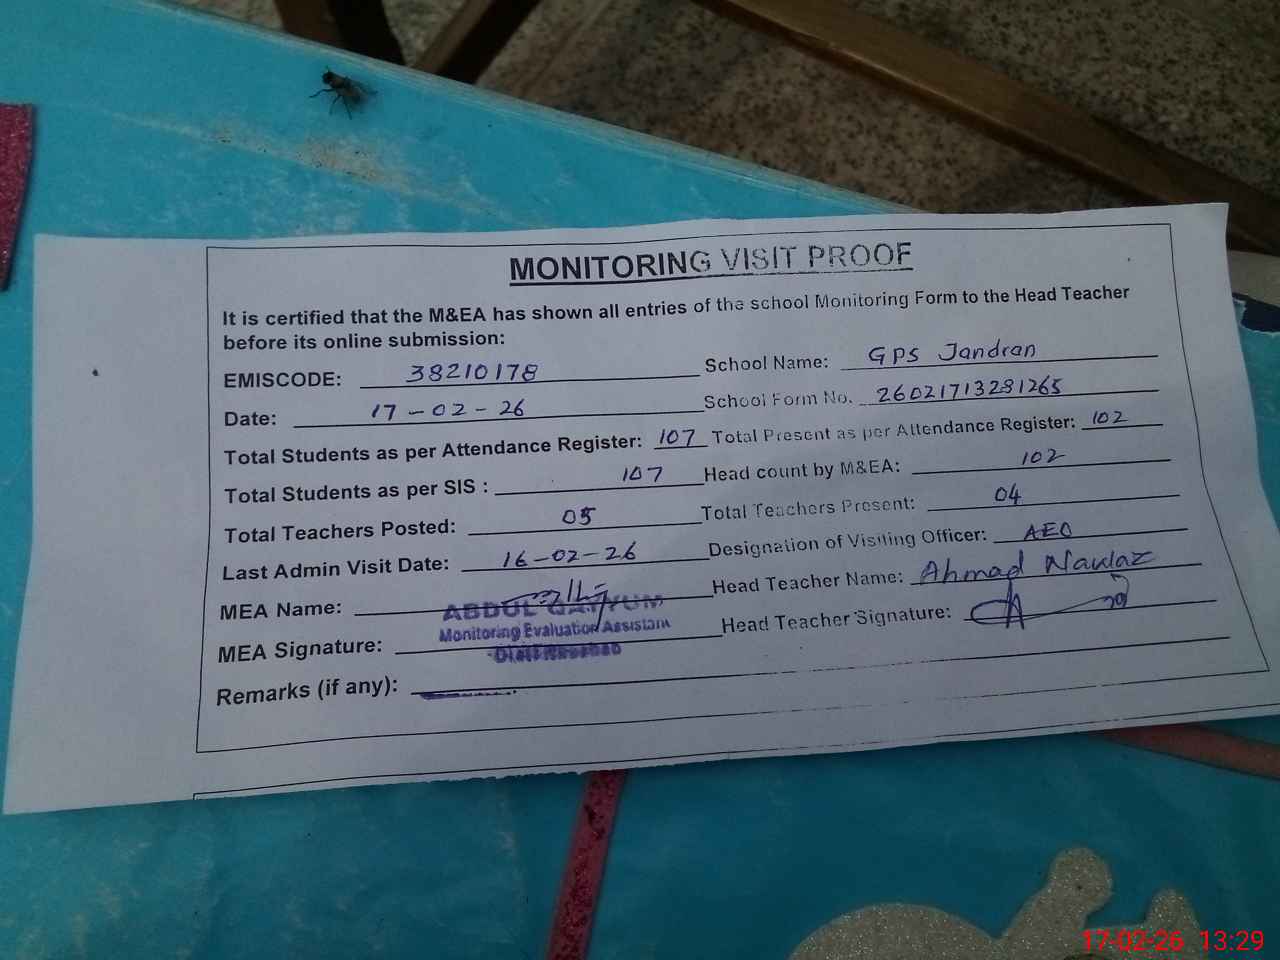 MONITORING VISIT PROOF
It is certified that the M&EA has shown all entries of the school Monitoring Form to the Head Teacher
before its online submission:
EMISCODE: 38210178 School Name: GPS Jandran
Date: 17-02-26 School Form No. 26021713281265
Total Students as per Attendance Register: 107 Total Present as per Attendance Register: 102
Total Students as per SIS : 107 Head count by M&EA: 102
Total Teachers Posted: 05 Total Teachers Present: 04
Last Admin Visit Date: 16-02-26 Designation of Visiting Officer: AEO
MEA Name: Head Teacher Name: Ahmad Nawaz
ABDUL QAYYUM
Monitoring Evaluation Assistant
MEA Signature: Head Teacher Signature:
Remarks (if any):
17-02-26 13:29